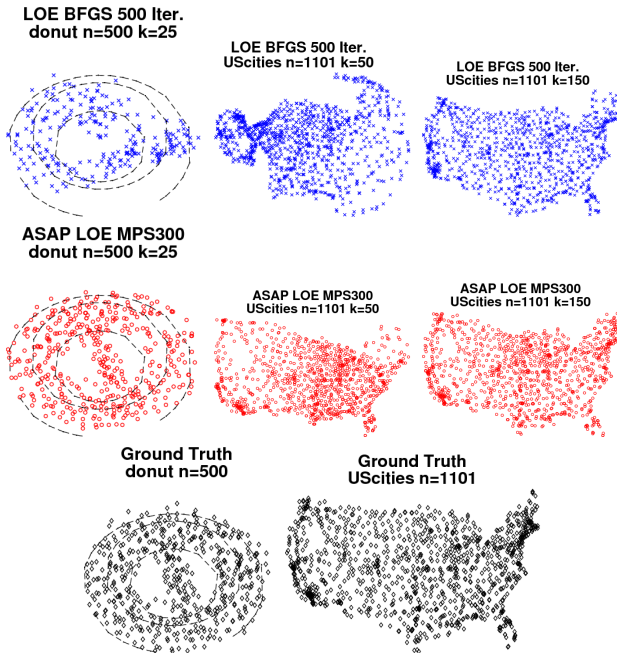 LOE BFGS 500 Iter.
donut n=500 k=25
LOE BFGS 500 Iter.
UScities n=1101 k=50
LOE BFGS 500 Iter.
UScities n=1101 k=150
ASAP LOE MPS300
donut n=500 k=25
ASAP LOE MPS300
UScities n=1101 k=50
ASAP LOE MPS300
UScities n=1101 k=150
Ground Truth
donut n=500
Ground Truth
UScities n=1101